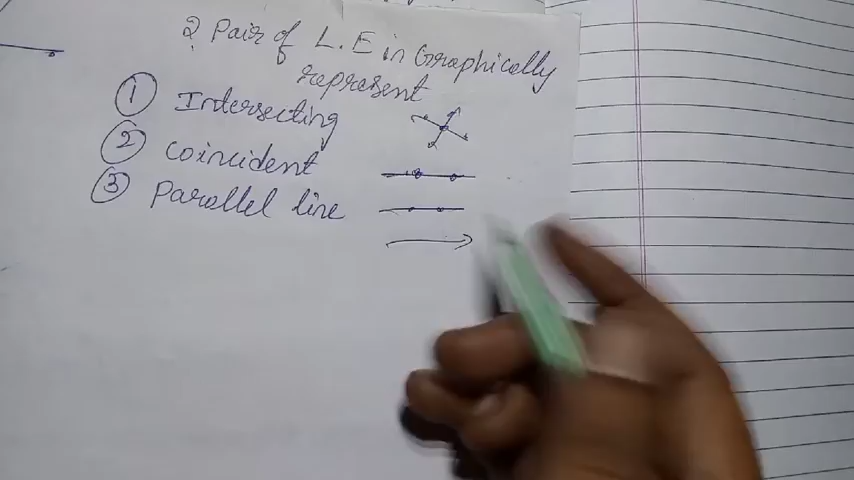 2 Pair of L.E in Graphically
represent
① Intersecting
② coincident
③ Parallel line